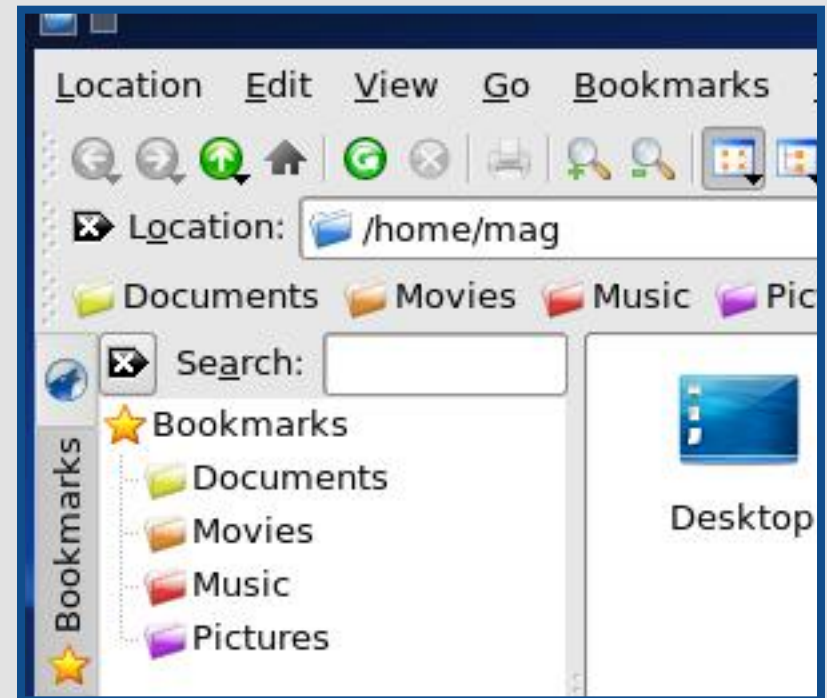 Location Edit View Go Bookmarks
Location: /home/mag
Documents Movies Music Pic
Search:
Bookmarks
Documents
Movies
Music
Pictures
Bookmarks
Desktop